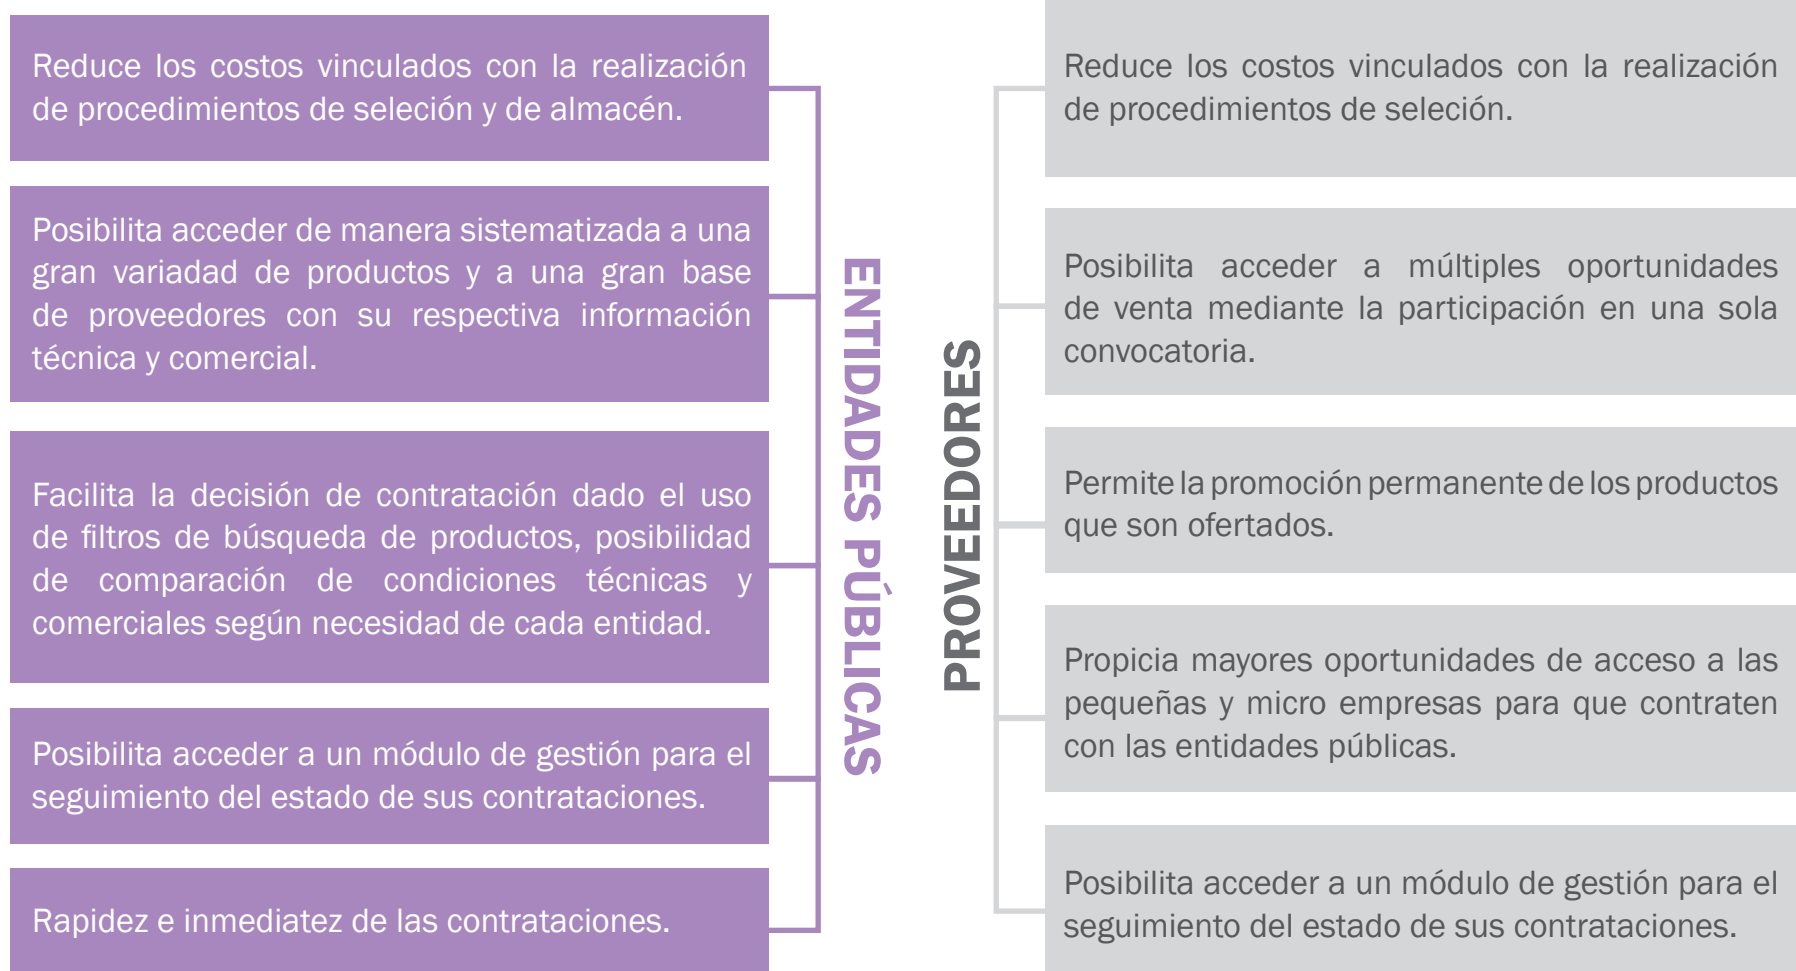 Reduce los costos vinculados con la realización
de procedimientos de seleción y de almacén.
Posibilita acceder de manera sistematizada a una
gran variadad de productos y a una gran base
de proveedores con su respectiva información
técnica y comercial.
Facilita la decisión de contratación dado el uso
de filtros de búsqueda de productos, posibilidad
de comparación de condiciones técnicas y
comerciales según necesidad de cada entidad.
Posibilita acceder a un módulo de gestión para el
seguimiento del estado de sus contrataciones.
Rapidez e inmediatez de las contrataciones.
ENTIDADES PÚBLICAS
PROVEEDORES
Reduce los costos vinculados con la realización
de procedimientos de seleción.
Posibilita acceder a múltiples oportunidades
de venta mediante la participación en una sola
convocatoria.
Permite la promoción permanente de los productos
que son ofertados.
Propicia mayores oportunidades de acceso a las
pequeñas y micro empresas para que contraten
con las entidades públicas.
Posibilita acceder a un módulo de gestión para el
seguimiento del estado de sus contrataciones.